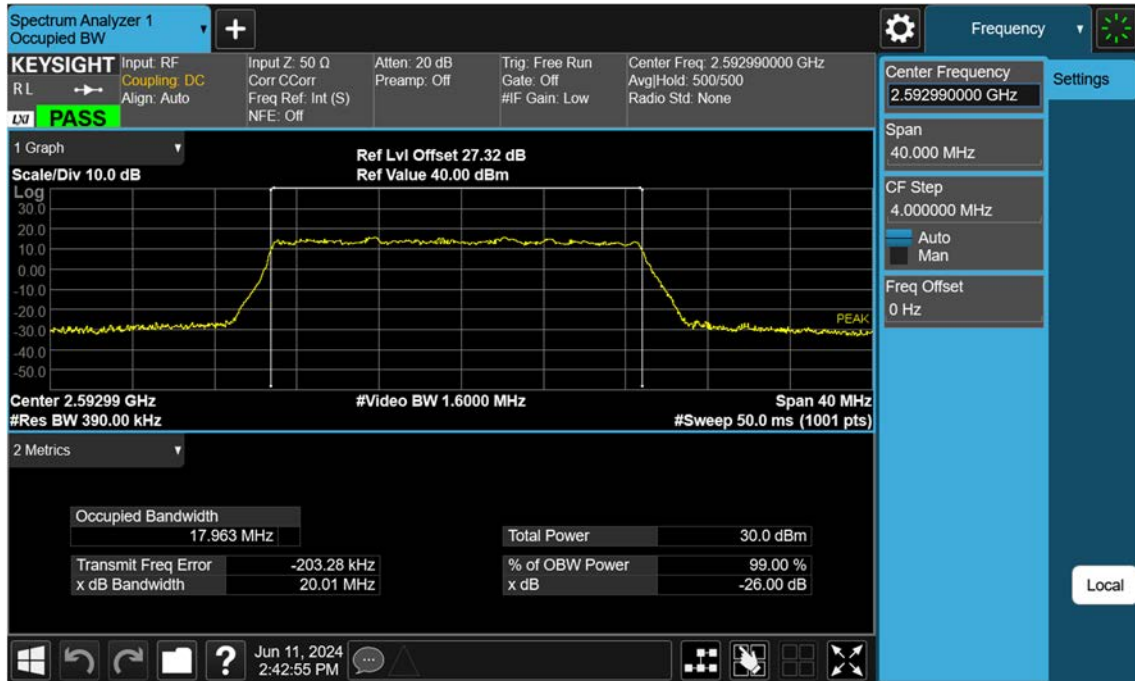 Spectrum Analyzer 1
Occupied BW
+
Frequency
KEYSIGHT
R L
LXI PASS
Input: RF
Coupling: DC
Align: Auto
Input Z: 50 Ω
Corr CCorr
Freq Ref: Int (S)
NFE: Off
Atten: 20 dB
Preamp: Off
Trig: Free Run
Gate: Off
#IF Gain: Low
Center Freq: 2.592990000 GHz
Avg|Hold: 500/500
Radio Std: None
1 Graph
Scale/Div 10.0 dB
Ref Lvl Offset 27.32 dB
Ref Value 40.00 dBm
Log
30.0
20.0
10.0
0.00
-10.0
-20.0
-30.0
-40.0
-50.0
PEAK
Center 2.59299 GHz
#Video BW 1.6000 MHz
Span 40 MHz
#Res BW 390.00 kHz
#Sweep 50.0 ms (1001 pts)
2 Metrics
Occupied Bandwidth
17.963 MHz
Transmit Freq Error -203.28 kHz
x dB Bandwidth 20.01 MHz
Total Power 30.0 dBm
% of OBW Power 99.00 %
x dB -26.00 dB
Center Frequency
2.592990000 GHz
Span
40.000 MHz
CF Step
4.000000 MHz
Auto
Man
Freq Offset
0 Hz
Settings
Local
?
Jun 11, 2024
2:42:55 PM